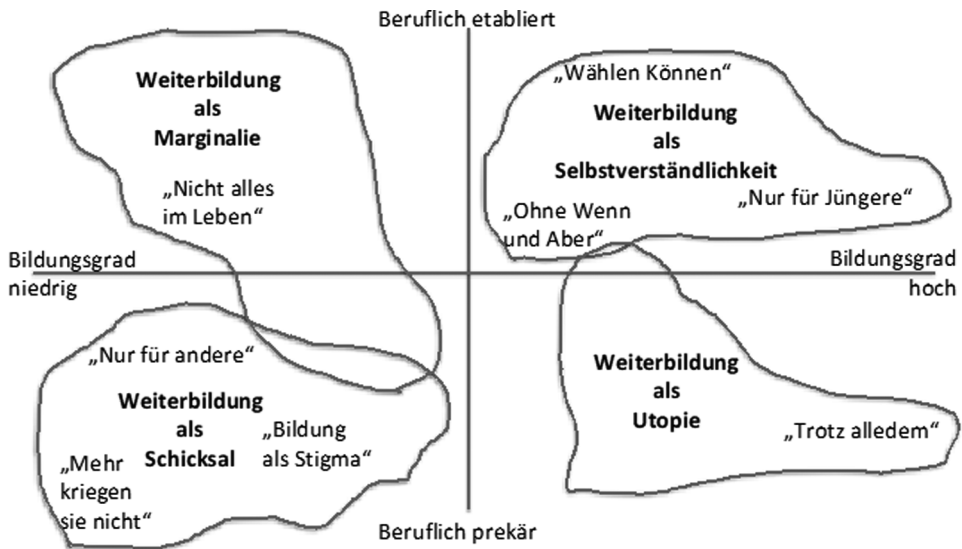 Beruflich etabliert
Weiterbildung
als
Marginalie
„Nicht alles
im Leben“
„Wählen Können“
Weiterbildung
als
Selbstverständlichkeit
„Nur für Jüngere“
„Ohne Wenn
und Aber“
Bildungsgrad
niedrig
Bildungsgrad
hoch
„Nur für andere“
Weiterbildung
als
Schicksal
„Bildung
als Stigma“
„Mehr
kriegen
sie nicht“
Weiterbildung
als
Utopie
„Trotz alledem“
Beruflich prekär